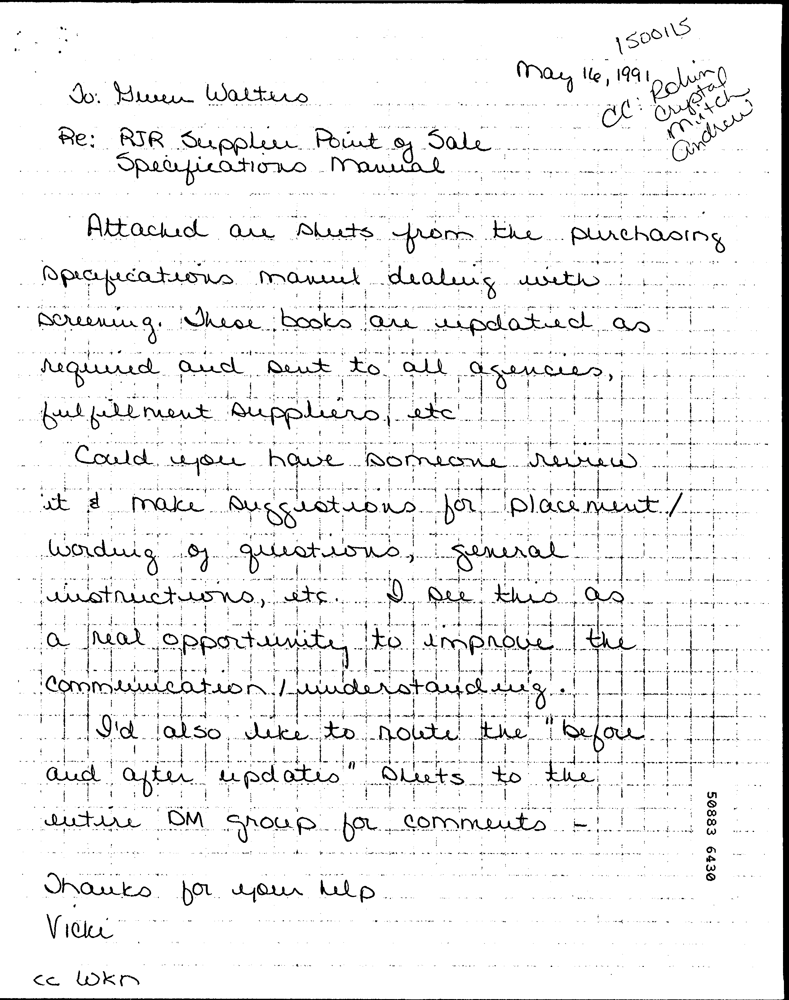 1500115
May 16, 1991
CC: Robin
Crystal
Mitch
Andrew
To: Gwen Walters
Re: RJR Supplier Point of Sale
Specifications Manual
Attached are sheets from the purchasing
specifications manual dealing with
screening. These books are updated as
required and sent to all agencies,
fulfillment suppliers, etc
Could you have someone review
it & make suggestions for placement/
wording of questions, general
instructions, etc. I see this as
a real opportunity to improve the
communication/understanding.
I'd also like to route the "before
and after updates" sheets to the
entire DM group for comments –
Thanks for your help
Vicki
cc WKN
50883 6430